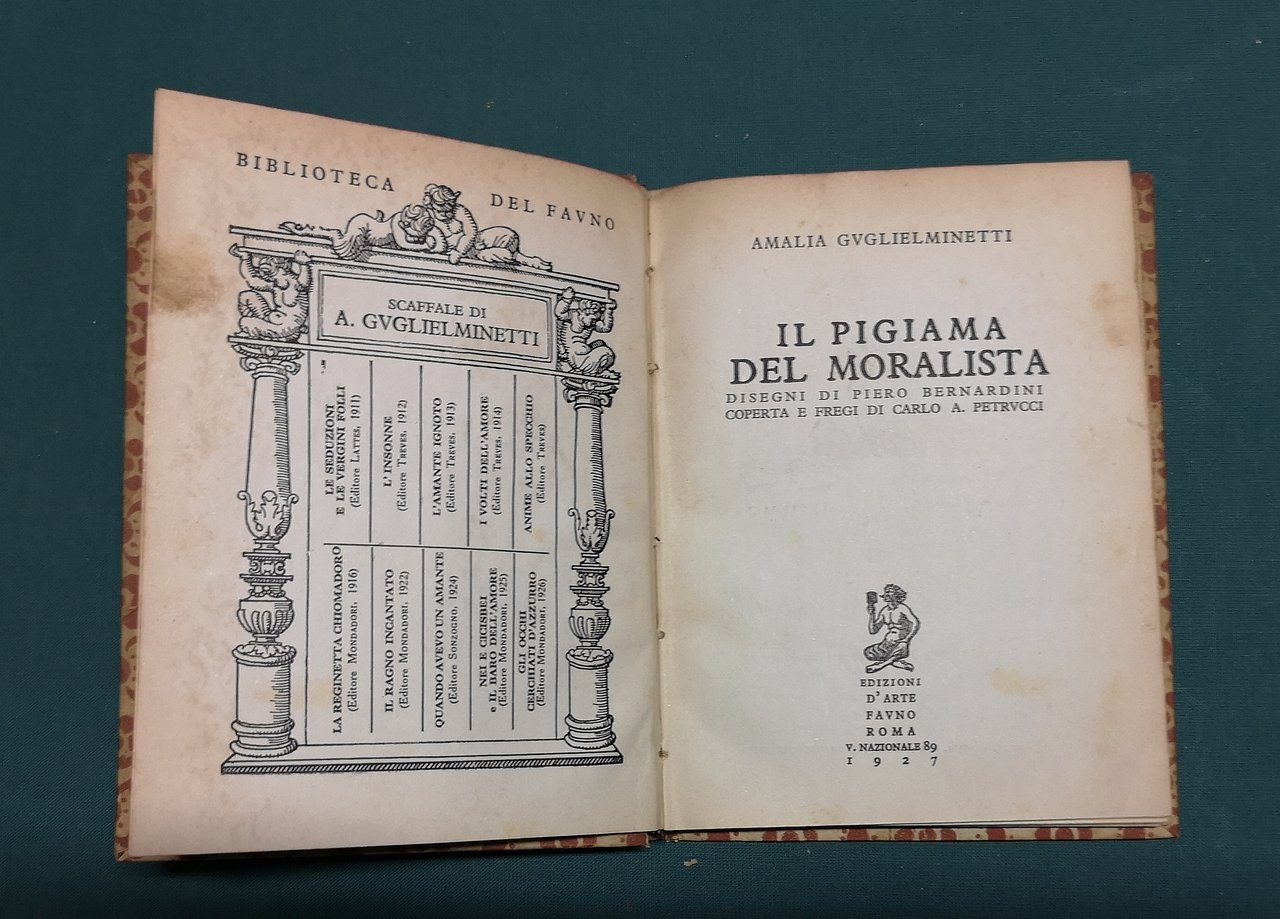 BIBLIOTECA DEL FAVNO
SCAFFALE DI
A. GVGLIELMINETTI
LE SEDUZIONI
E LE VERGINI FOLLI
(Editore LATTES, 1911)
L'INSONNE
(Editore TREVES, 1912)
L'AMANTE IGNOTO
(Editore TREVES, 1913)
I VOLTI DELL'AMORE
(Editore TREVES, 1914)
ANIME ALLO SPECCHIO
(Editore TREVES)
LA REGINETTA CHIOMADORO
(Editore MONDADORI, 1916)
IL RAGNO INCANTATO
(Editore MONDADORI, 1922)
QUANDO AVEVO UN AMANTE
(Editore SONZOGNO, 1924)
NEI E CICISBEI
e IL BARO DELL'AMORE
(Editore MONDADORI, 1925)
GLI OCCHI
CERCHIATI D'AZZURRO
(Editore MONDADORI, 1926)
AMALIA GVGLIELMINETTI
IL PIGIAMA
DEL MORALISTA
DISEGNI DI PIERO BERNARDINI
COPERTA E FREGI DI CARLO A. PETRVCCI
EDIZIONI
D'ARTE
FAVNO
ROMA
V. NAZIONALE 89
1927